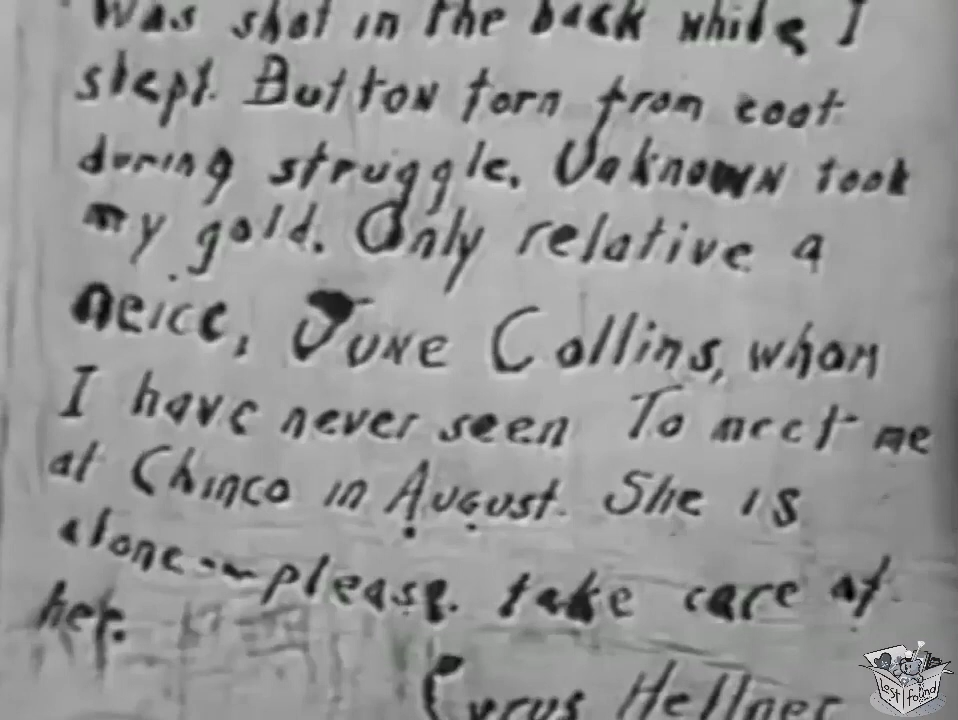 Was shot in the back while I
slept. Button torn from coat
during struggle. Unknown took
my gold. Only relative a
neice, June Collins, whom
I have never seen To meet me
at Chinco in August. She is
alone—please take care of
her.
Cyrus Hellner
Lost Found